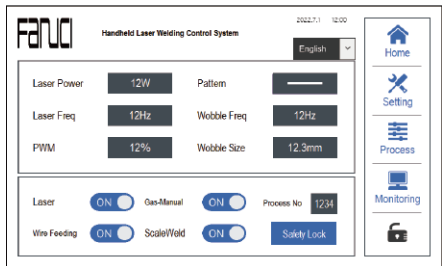 2022.7.1 12:00
Faruci Handheld Laser Welding Control System
English
Home
Laser Power 12W Pattern
Setting
Laser Freq 12Hz Wobble Freq 12Hz
PWM 12% Wobble Size 12.3mm
Process
Monitoring
Laser ON Gas-Manual ON Process No 1234
Wire Feeding ON ScaleWeld ON Safety Lock